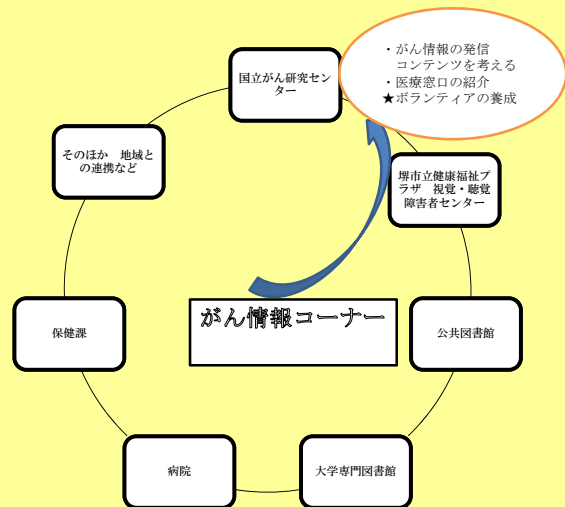 ・がん情報の発信
コンテンツを考える
・医療窓口の紹介
★ボランティアの養成
国立がん研究セン
ター
そのほか　地域と
の連携など
堺市立健康福祉プ
ラザ　視覚・聴覚
障害者センター
がん情報コーナー
保健課
公共図書館
病院
大学専門図書館